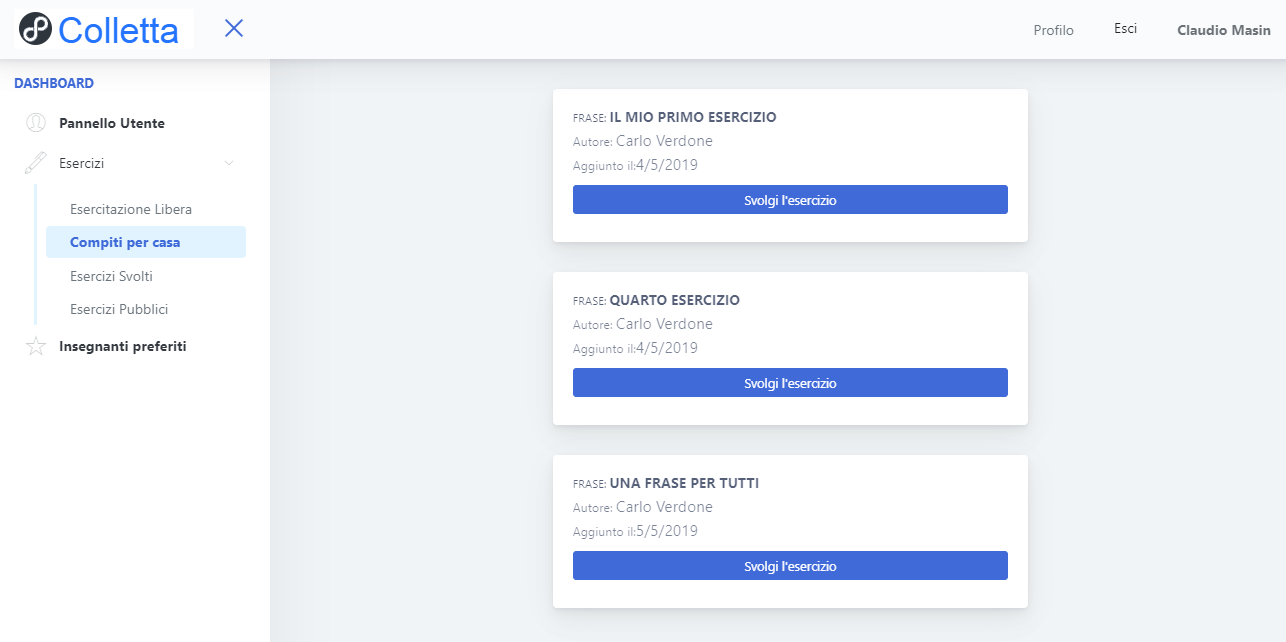 Colletta
Profilo
Esci
Claudio Masin
DASHBOARD
Pannello Utente
Esercizi
Esercitazione Libera
Compiti per casa
Esercizi Svolti
Esercizi Pubblici
Insegnanti preferiti
FRASE: IL MIO PRIMO ESERCIZIO
Autore: Carlo Verdone
Aggiunto il:4/5/2019
Svolgi l'esercizio
FRASE: QUARTO ESERCIZIO
Autore: Carlo Verdone
Aggiunto il:4/5/2019
Svolgi l'esercizio
FRASE: UNA FRASE PER TUTTI
Autore: Carlo Verdone
Aggiunto il:5/5/2019
Svolgi l'esercizio